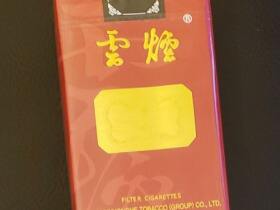 雲煙®
FILTER CIGARETTES
TOBACCO (GROUP) CO., LTD.